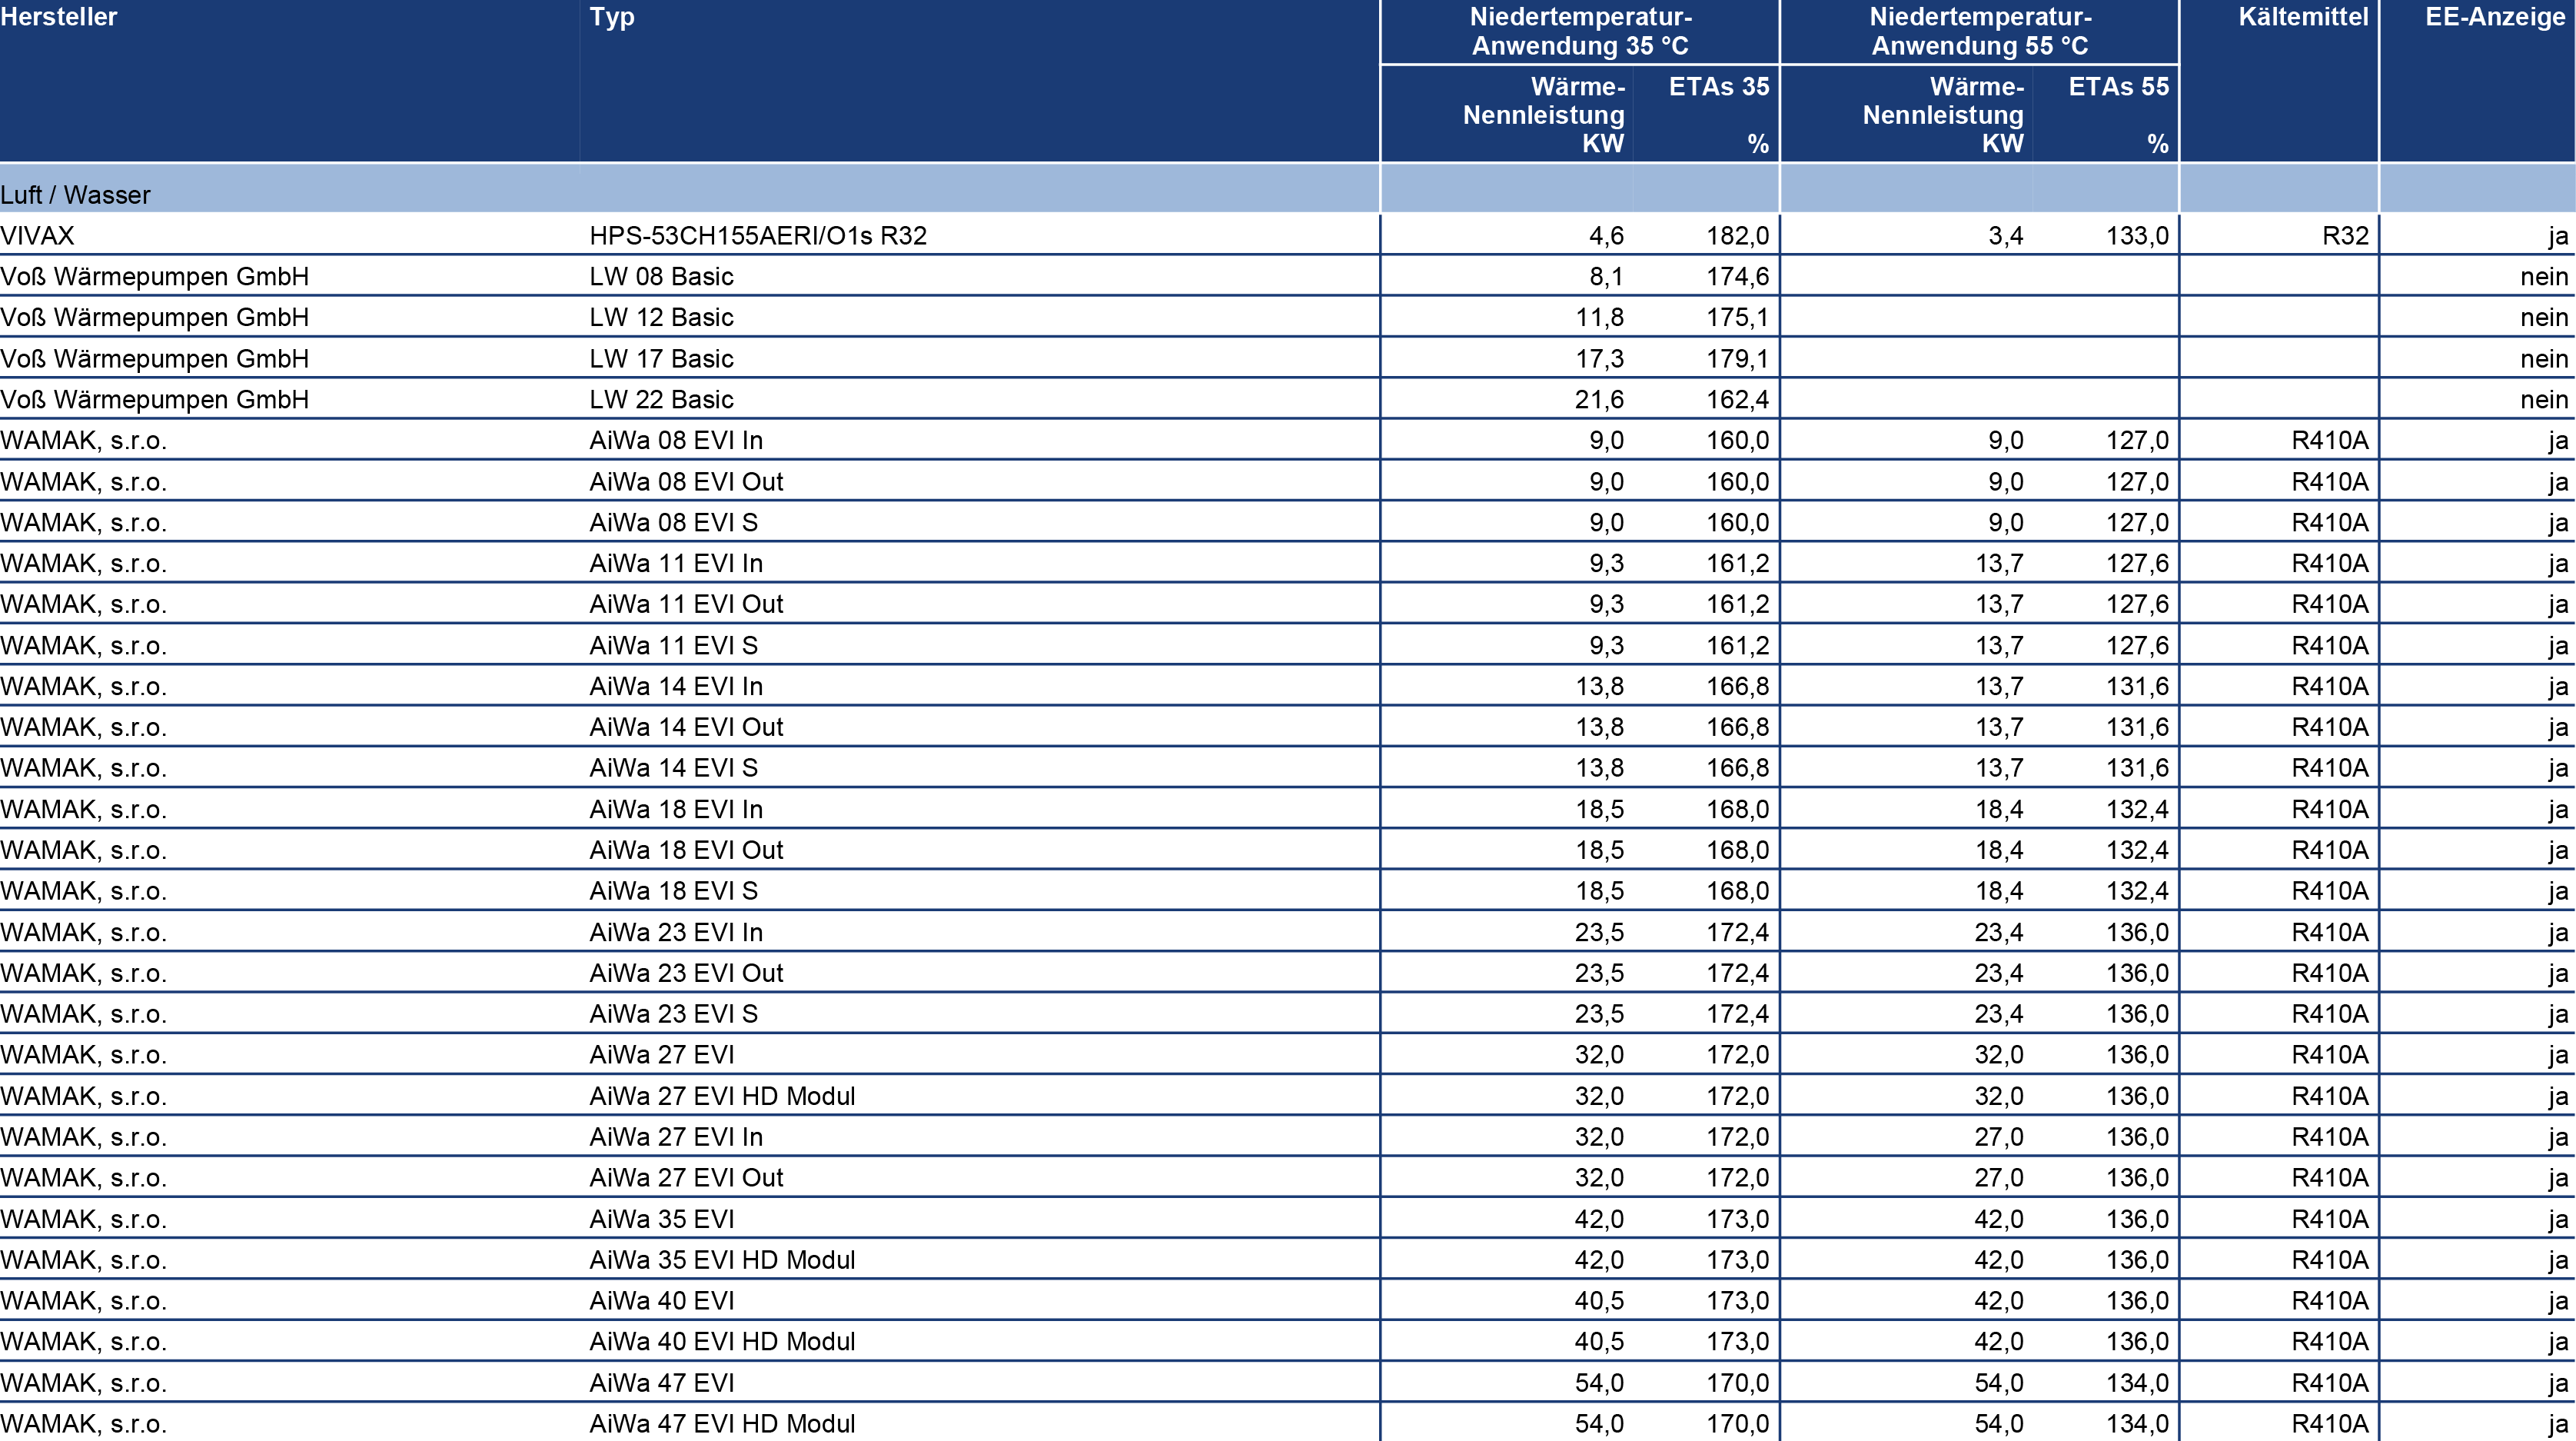 Hersteller Typ Niedertemperatur- Niedertemperatur- Kältemittel EE-Anzeige
Anwendung 35 °C Anwendung 55 °C
Wärme- ETAs 35 Wärme- ETAs 55
Nennleistung Nennleistung
KW % KW %
Luft / Wasser
VIVAX HPS-53CH155AERI/O1s R32 4,6 182,0 3,4 133,0 R32 ja
Voß Wärmepumpen GmbH LW 08 Basic 8,1 174,6 nein
Voß Wärmepumpen GmbH LW 12 Basic 11,8 175,1 nein
Voß Wärmepumpen GmbH LW 17 Basic 17,3 179,1 nein
Voß Wärmepumpen GmbH LW 22 Basic 21,6 162,4 nein
WAMAK, s.r.o. AiWa 08 EVI In 9,0 160,0 9,0 127,0 R410A ja
WAMAK, s.r.o. AiWa 08 EVI Out 9,0 160,0 9,0 127,0 R410A ja
WAMAK, s.r.o. AiWa 08 EVI S 9,0 160,0 9,0 127,0 R410A ja
WAMAK, s.r.o. AiWa 11 EVI In 9,3 161,2 13,7 127,6 R410A ja
WAMAK, s.r.o. AiWa 11 EVI Out 9,3 161,2 13,7 127,6 R410A ja
WAMAK, s.r.o. AiWa 11 EVI S 9,3 161,2 13,7 127,6 R410A ja
WAMAK, s.r.o. AiWa 14 EVI In 13,8 166,8 13,7 131,6 R410A ja
WAMAK, s.r.o. AiWa 14 EVI Out 13,8 166,8 13,7 131,6 R410A ja
WAMAK, s.r.o. AiWa 14 EVI S 13,8 166,8 13,7 131,6 R410A ja
WAMAK, s.r.o. AiWa 18 EVI In 18,5 168,0 18,4 132,4 R410A ja
WAMAK, s.r.o. AiWa 18 EVI Out 18,5 168,0 18,4 132,4 R410A ja
WAMAK, s.r.o. AiWa 18 EVI S 18,5 168,0 18,4 132,4 R410A ja
WAMAK, s.r.o. AiWa 23 EVI In 23,5 172,4 23,4 136,0 R410A ja
WAMAK, s.r.o. AiWa 23 EVI Out 23,5 172,4 23,4 136,0 R410A ja
WAMAK, s.r.o. AiWa 23 EVI S 23,5 172,4 23,4 136,0 R410A ja
WAMAK, s.r.o. AiWa 27 EVI 32,0 172,0 32,0 136,0 R410A ja
WAMAK, s.r.o. AiWa 27 EVI HD Modul 32,0 172,0 32,0 136,0 R410A ja
WAMAK, s.r.o. AiWa 27 EVI In 32,0 172,0 27,0 136,0 R410A ja
WAMAK, s.r.o. AiWa 27 EVI Out 32,0 172,0 27,0 136,0 R410A ja
WAMAK, s.r.o. AiWa 35 EVI 42,0 173,0 42,0 136,0 R410A ja
WAMAK, s.r.o. AiWa 35 EVI HD Modul 42,0 173,0 42,0 136,0 R410A ja
WAMAK, s.r.o. AiWa 40 EVI 40,5 173,0 42,0 136,0 R410A ja
WAMAK, s.r.o. AiWa 40 EVI HD Modul 40,5 173,0 42,0 136,0 R410A ja
WAMAK, s.r.o. AiWa 47 EVI 54,0 170,0 54,0 134,0 R410A ja
WAMAK, s.r.o. AiWa 47 EVI HD Modul 54,0 170,0 54,0 134,0 R410A ja